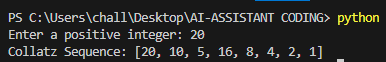 PS C:\Users\chall\Desktop\AI-ASSISTANT CODING> python
Enter a positive integer: 20
Collatz Sequence: [20, 10, 5, 16, 8, 4, 2, 1]